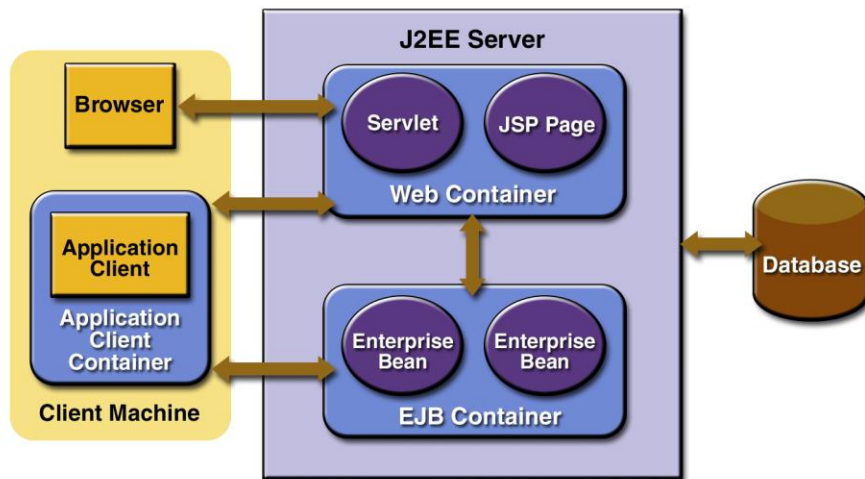 J2EE Server
Browser
Servlet
JSP Page
Web Container
Application
Client
Application
Client
Container
Client Machine
Enterprise
Bean
Enterprise
Bean
EJB Container
Database